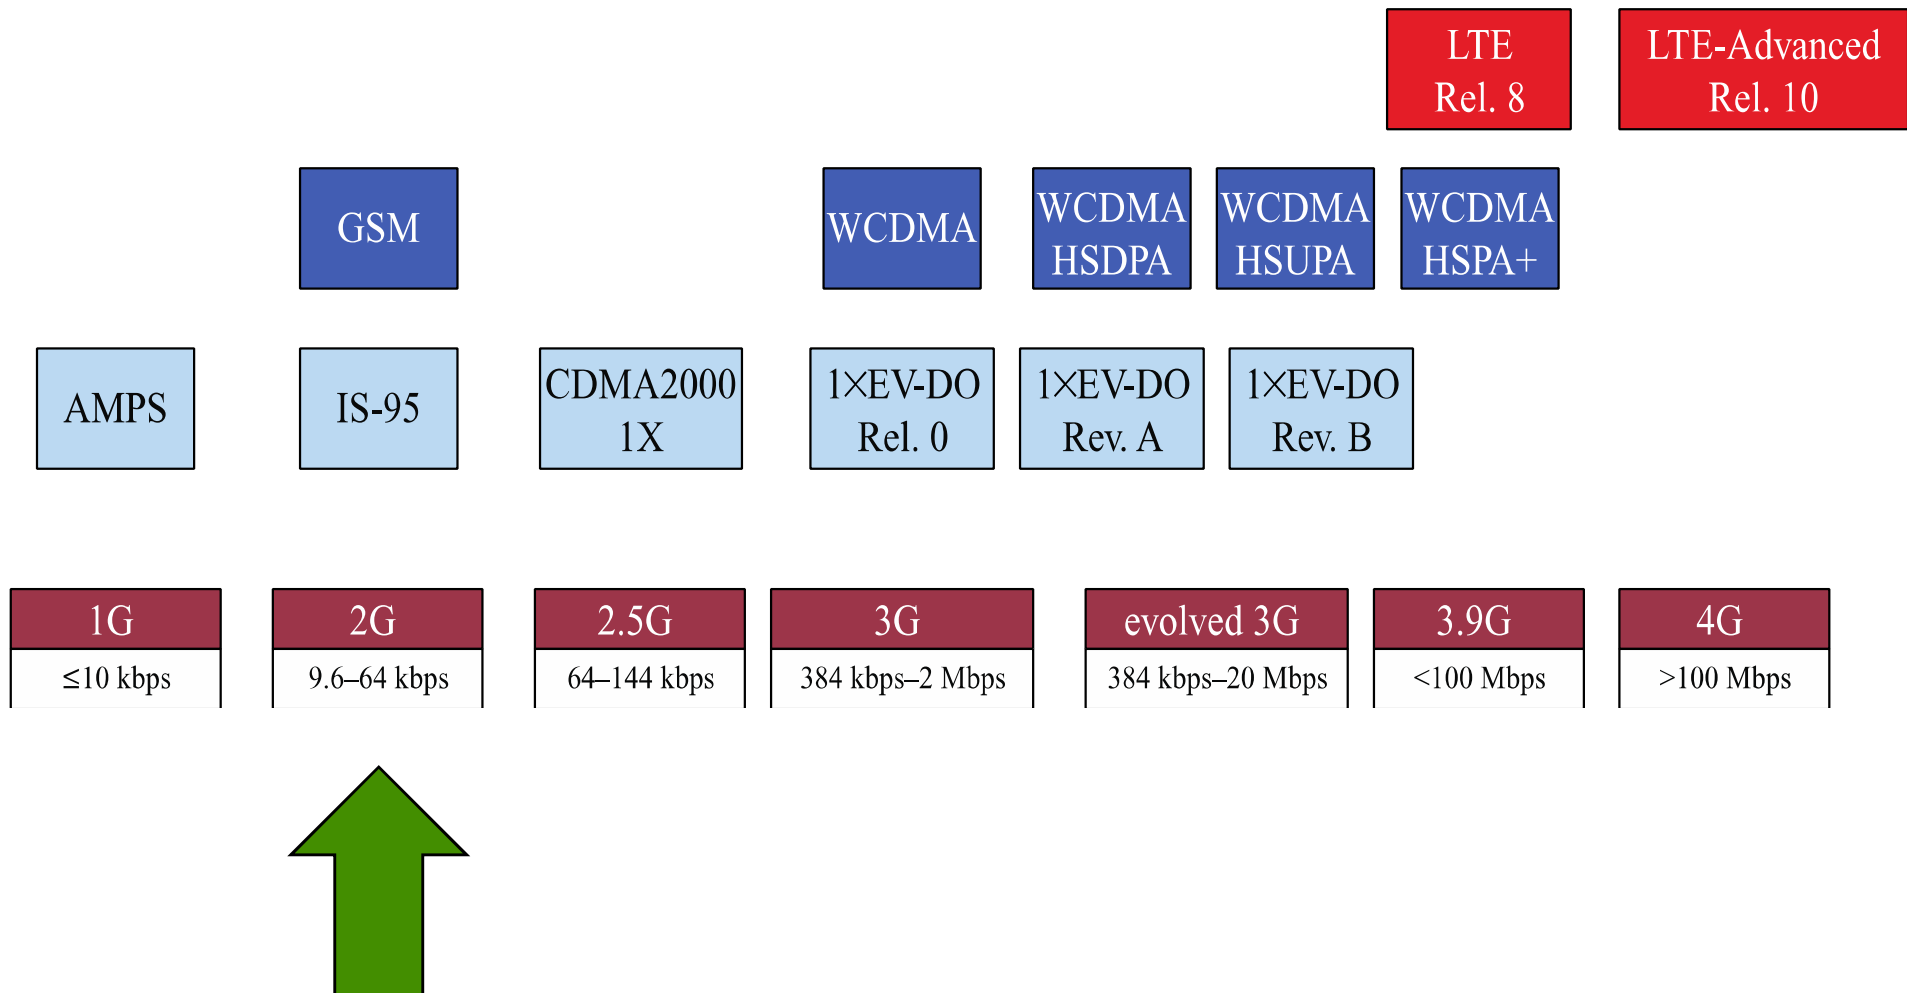 LTE
Rel. 8
LTE-Advanced
Rel. 10
GSM
WCDMA
WCDMA
HSDPA
WCDMA
HSUPA
WCDMA
HSPA+
AMPS
IS-95
CDMA2000
1X
1×EV-DO
Rel. 0
1×EV-DO
Rev. A
1×EV-DO
Rev. B
1G
≤10 kbps
2G
9.6–64 kbps
2.5G
64–144 kbps
3G
384 kbps–2 Mbps
evolved 3G
384 kbps–20 Mbps
3.9G
<100 Mbps
4G
>100 Mbps